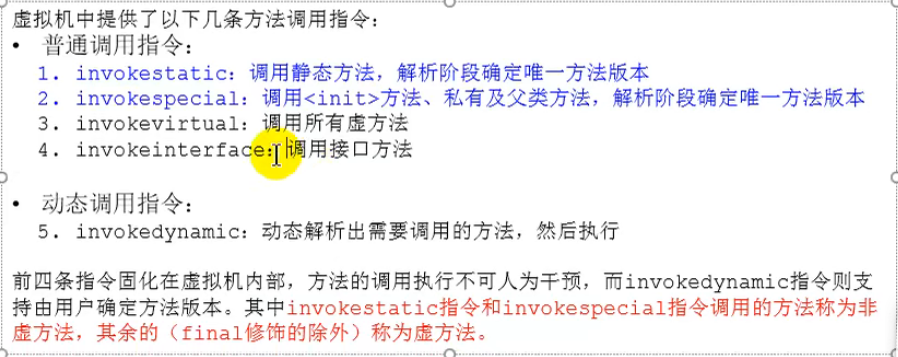 虚拟机中提供了以下几条方法调用指令：
• 普通调用指令：
1. invokestatic：调用静态方法，解析阶段确定唯一方法版本
2. invokespecial：调用<init>方法、私有及父类方法，解析阶段确定唯一方法版本
3. invokevirtual：调用所有虚方法
4. invokeinterface：调用接口方法
• 动态调用指令：
5. invokedynamic：动态解析出需要调用的方法，然后执行
前四条指令固化在虚拟机内部，方法的调用执行不可人为干预，而invokedynamic指令则支
持由用户确定方法版本。其中invokestatic指令和invokespecial指令调用的方法称为非
虚方法，其余的（final修饰的除外）称为虚方法。